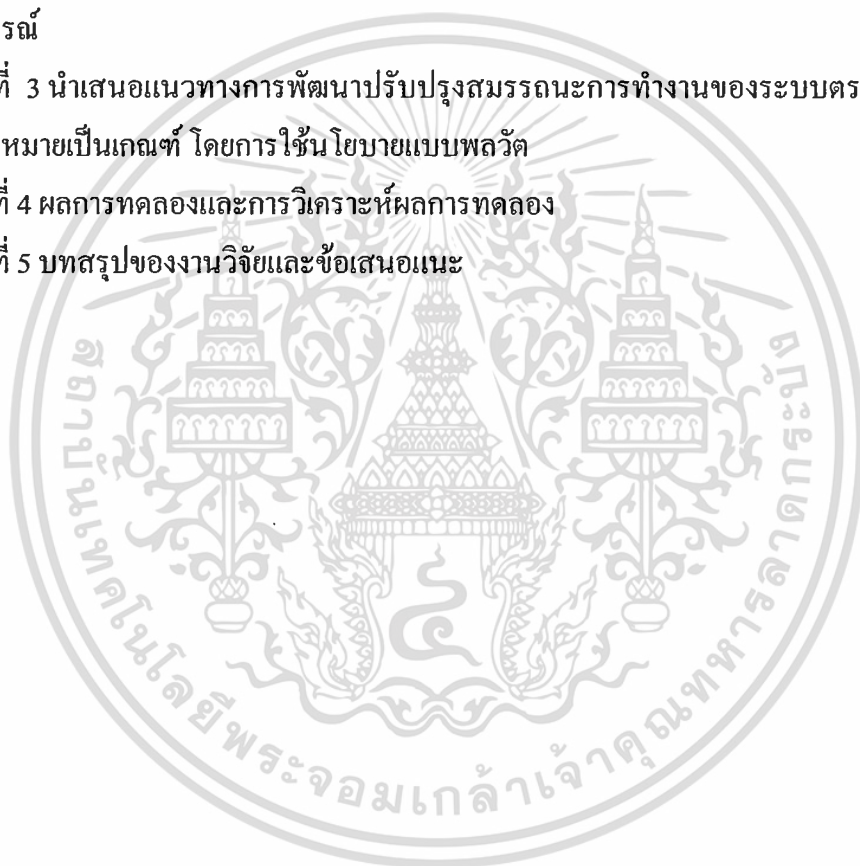 รณ์
ที่ 3 นำเสนอแนวทางการพัฒนาปรับปรุงสมรรถนะการทำงานของระบบตร
หมายเป็นเกณฑ์ โดยการใช้นโยบายแบบพลวัต
ที่ 4 ผลการทดลองและการวิเคราะห์ผลการทดลอง
ที่ 5 บทสรุปของงานวิจัยและข้อเสนอแนะ
สถาบันเทคโนโลยีพระจอมเกล้าเจ้าคุณทหารลาดกระบัง